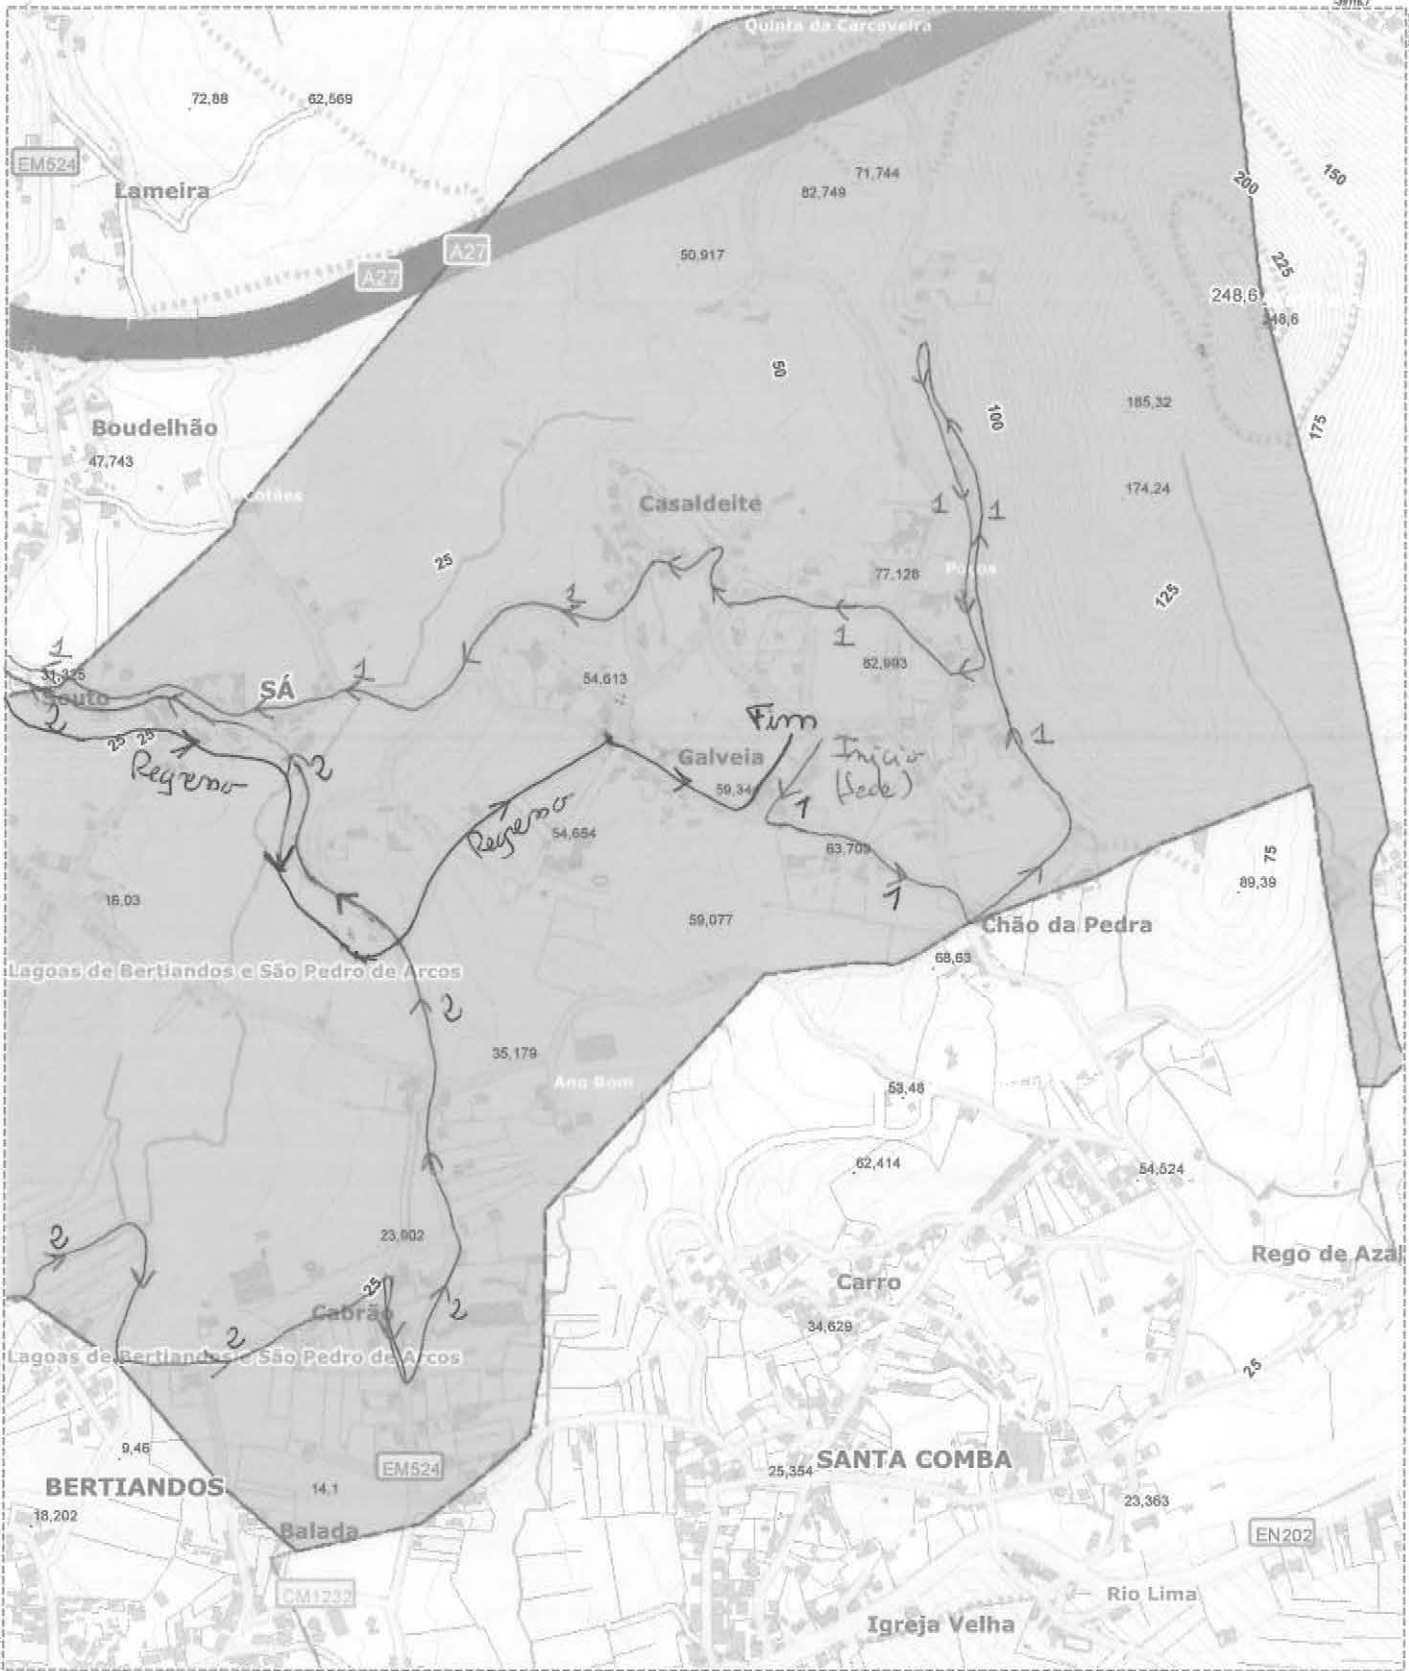 Quinta da Carcaveira
72,88
62,569
EM524
Lameira
71,744
82,749
150
200
A27
A27
50,917
225
248,6
248,6
50
100
185,32
175
Boudelhão
47,743
174,24
Casaldeite
1
1
25
77,128
125
1
1
82,993
1
31,325
1
54,613
Souto
SÁ
2
Fim
1
25
25
Galveia
Início
(Sede)
2
Regresso
59,34
1
Regresso
54,654
63,709
75
89,39
1
18,03
59,077
Chão da Pedra
68,63
Lagoas de Bertiandos e São Pedro de Arcos
2
35,179
Ano Bom
53,48
62,414
54,524
2
23,902
Rego de Azal
25
Carro
Cabrão
2
34,629
2
Lagoas de Bertiandos e São Pedro de Arcos
25
9,46
SANTA COMBA
EM524
25,354
BERTIANDOS
14,1
23,363
18,202
Balada
EN202
CM1232
Rio Lima
Igreja Velha